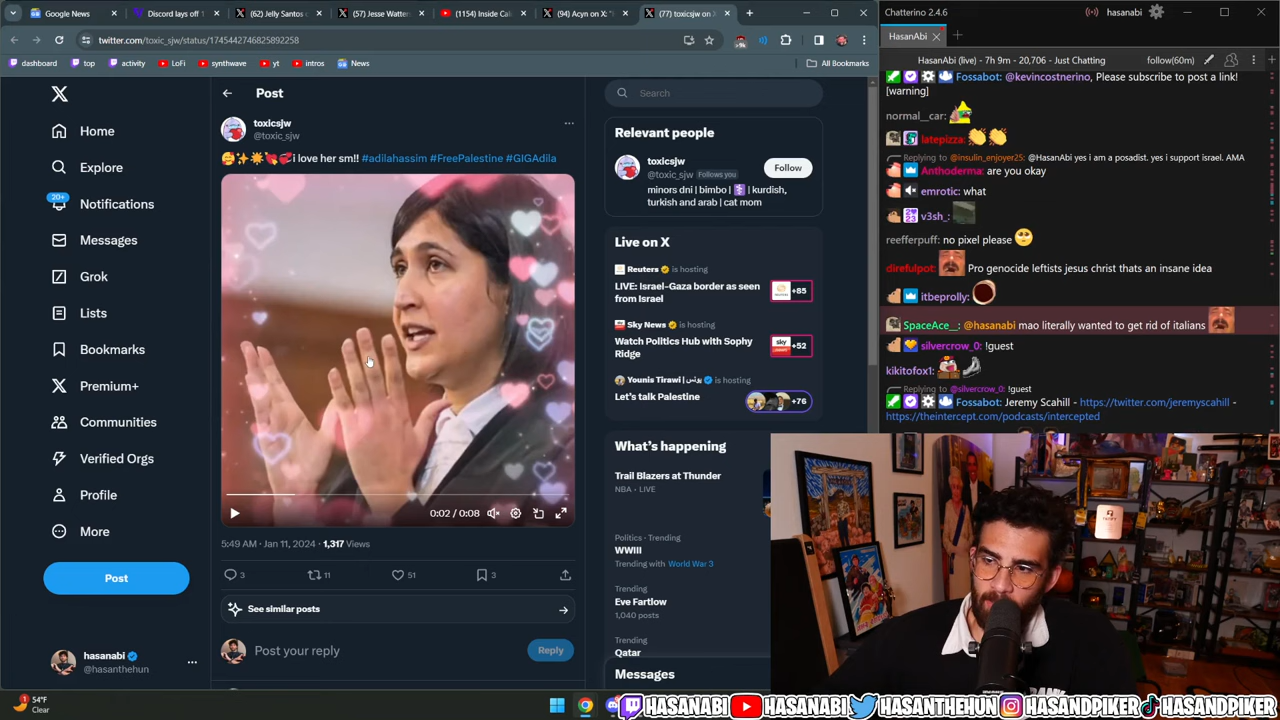 Google News
Discord lays off '1
(62) Jelly Santos
(57) Jesse Watter
(1154) Inside Cal
(94) Acyn on X: "
(77) toxicsjw on X
twitter.com/toxic_sjw/status/1745442746825892258
dashboard
top
activity
LoFi
synthwave
yt
intros
News
All Bookmarks
Home
Explore
20+
Notifications
Messages
Grok
Lists
Bookmarks
Premium+
Communities
Verified Orgs
Profile
More
Post
hasanabi
@hasanthehun
Post
toxicsjw
@toxic_sjw
🥰✨☀️💘💞i love her sm!! #adilahassim #FreePalestine #GIGAdila
0:02 / 0:08
5:49 AM · Jan 11, 2024 · 1,317 Views
3
11
51
3
See similar posts
Post your reply
Reply
Search
Relevant people
toxicsjw
@toxic_sjw Follows you
Follow
minors dni | bimbo | ⚕️ | kurdish,
turkish and arab | cat mom
Live on X
Reuters is hosting
LIVE: Israel-Gaza border as seen
from Israel
+85
Sky News is hosting
Watch Politics Hub with Sophy
Ridge
+52
Younis Tirawi | يونس is hosting
Let's talk Palestine
+76
What's happening
Trail Blazers at Thunder
NBA · LIVE
Politics · Trending
WWIII
Trending with World War 3
Trending
Eve Fartlow
1,040 posts
Trending
Qatar
Messages
Chatterino 2.4.6
hasanabi
HasanAbi
HasanAbi (live) - 7h 9m - 20,706 - Just Chatting
follow(60m)
Fossabot: @kevincostnerino, Please subscribe to post a link!
[warning]
normal__car:
latepizza: 👏 👏
Replying to @insulin_enjoyer25: @HasanAbi yes i am a posadist. yes i support israel. AMA
Anthoderma: are you okay
emrotic: what
v3sh_:
reefferpuff: no pixel please 🥺
direfulpot: Pro genocide leftists jesus christ thats an insane idea
itbeprolly:
SpaceAce__: @hasanabi mao literally wanted to get rid of italians
silvercrow_0: !guest
kikitofox1:
Replying to @silvercrow_0: !guest
Fossabot: Jeremy Scahill - https://twitter.com/jeremyscahill -
https://theintercept.com/podcasts/intercepted
1
54°F
Clear
HASANABI
HASANABI
HASANTHEHUN
HASANDPIKER
HASANDPIKER